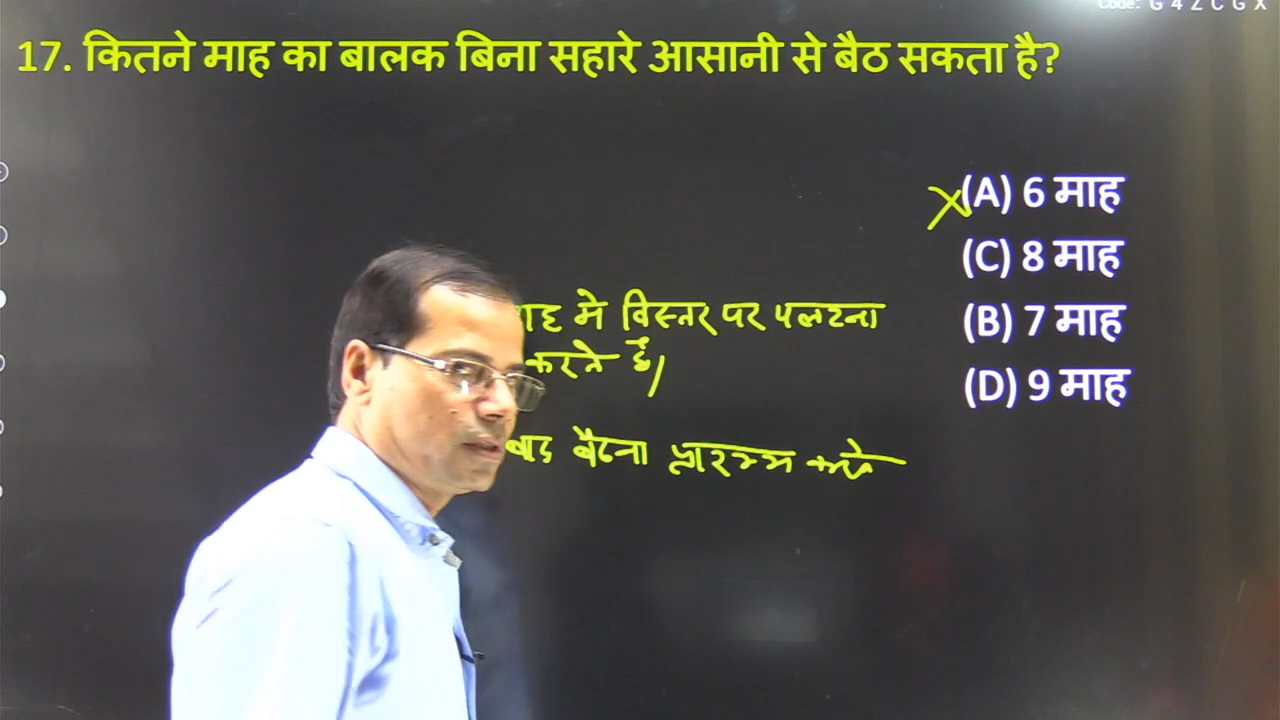 Code: G 4 Z C G X
17. कितने माह का बालक बिना सहारे आसानी से बैठ सकता है?
(A) 6 माह
(C) 8 माह
(B) 7 माह
(D) 9 माह
में विस्तर पर पलटना
करते हैं/
बाद बैठना प्रारम्भ